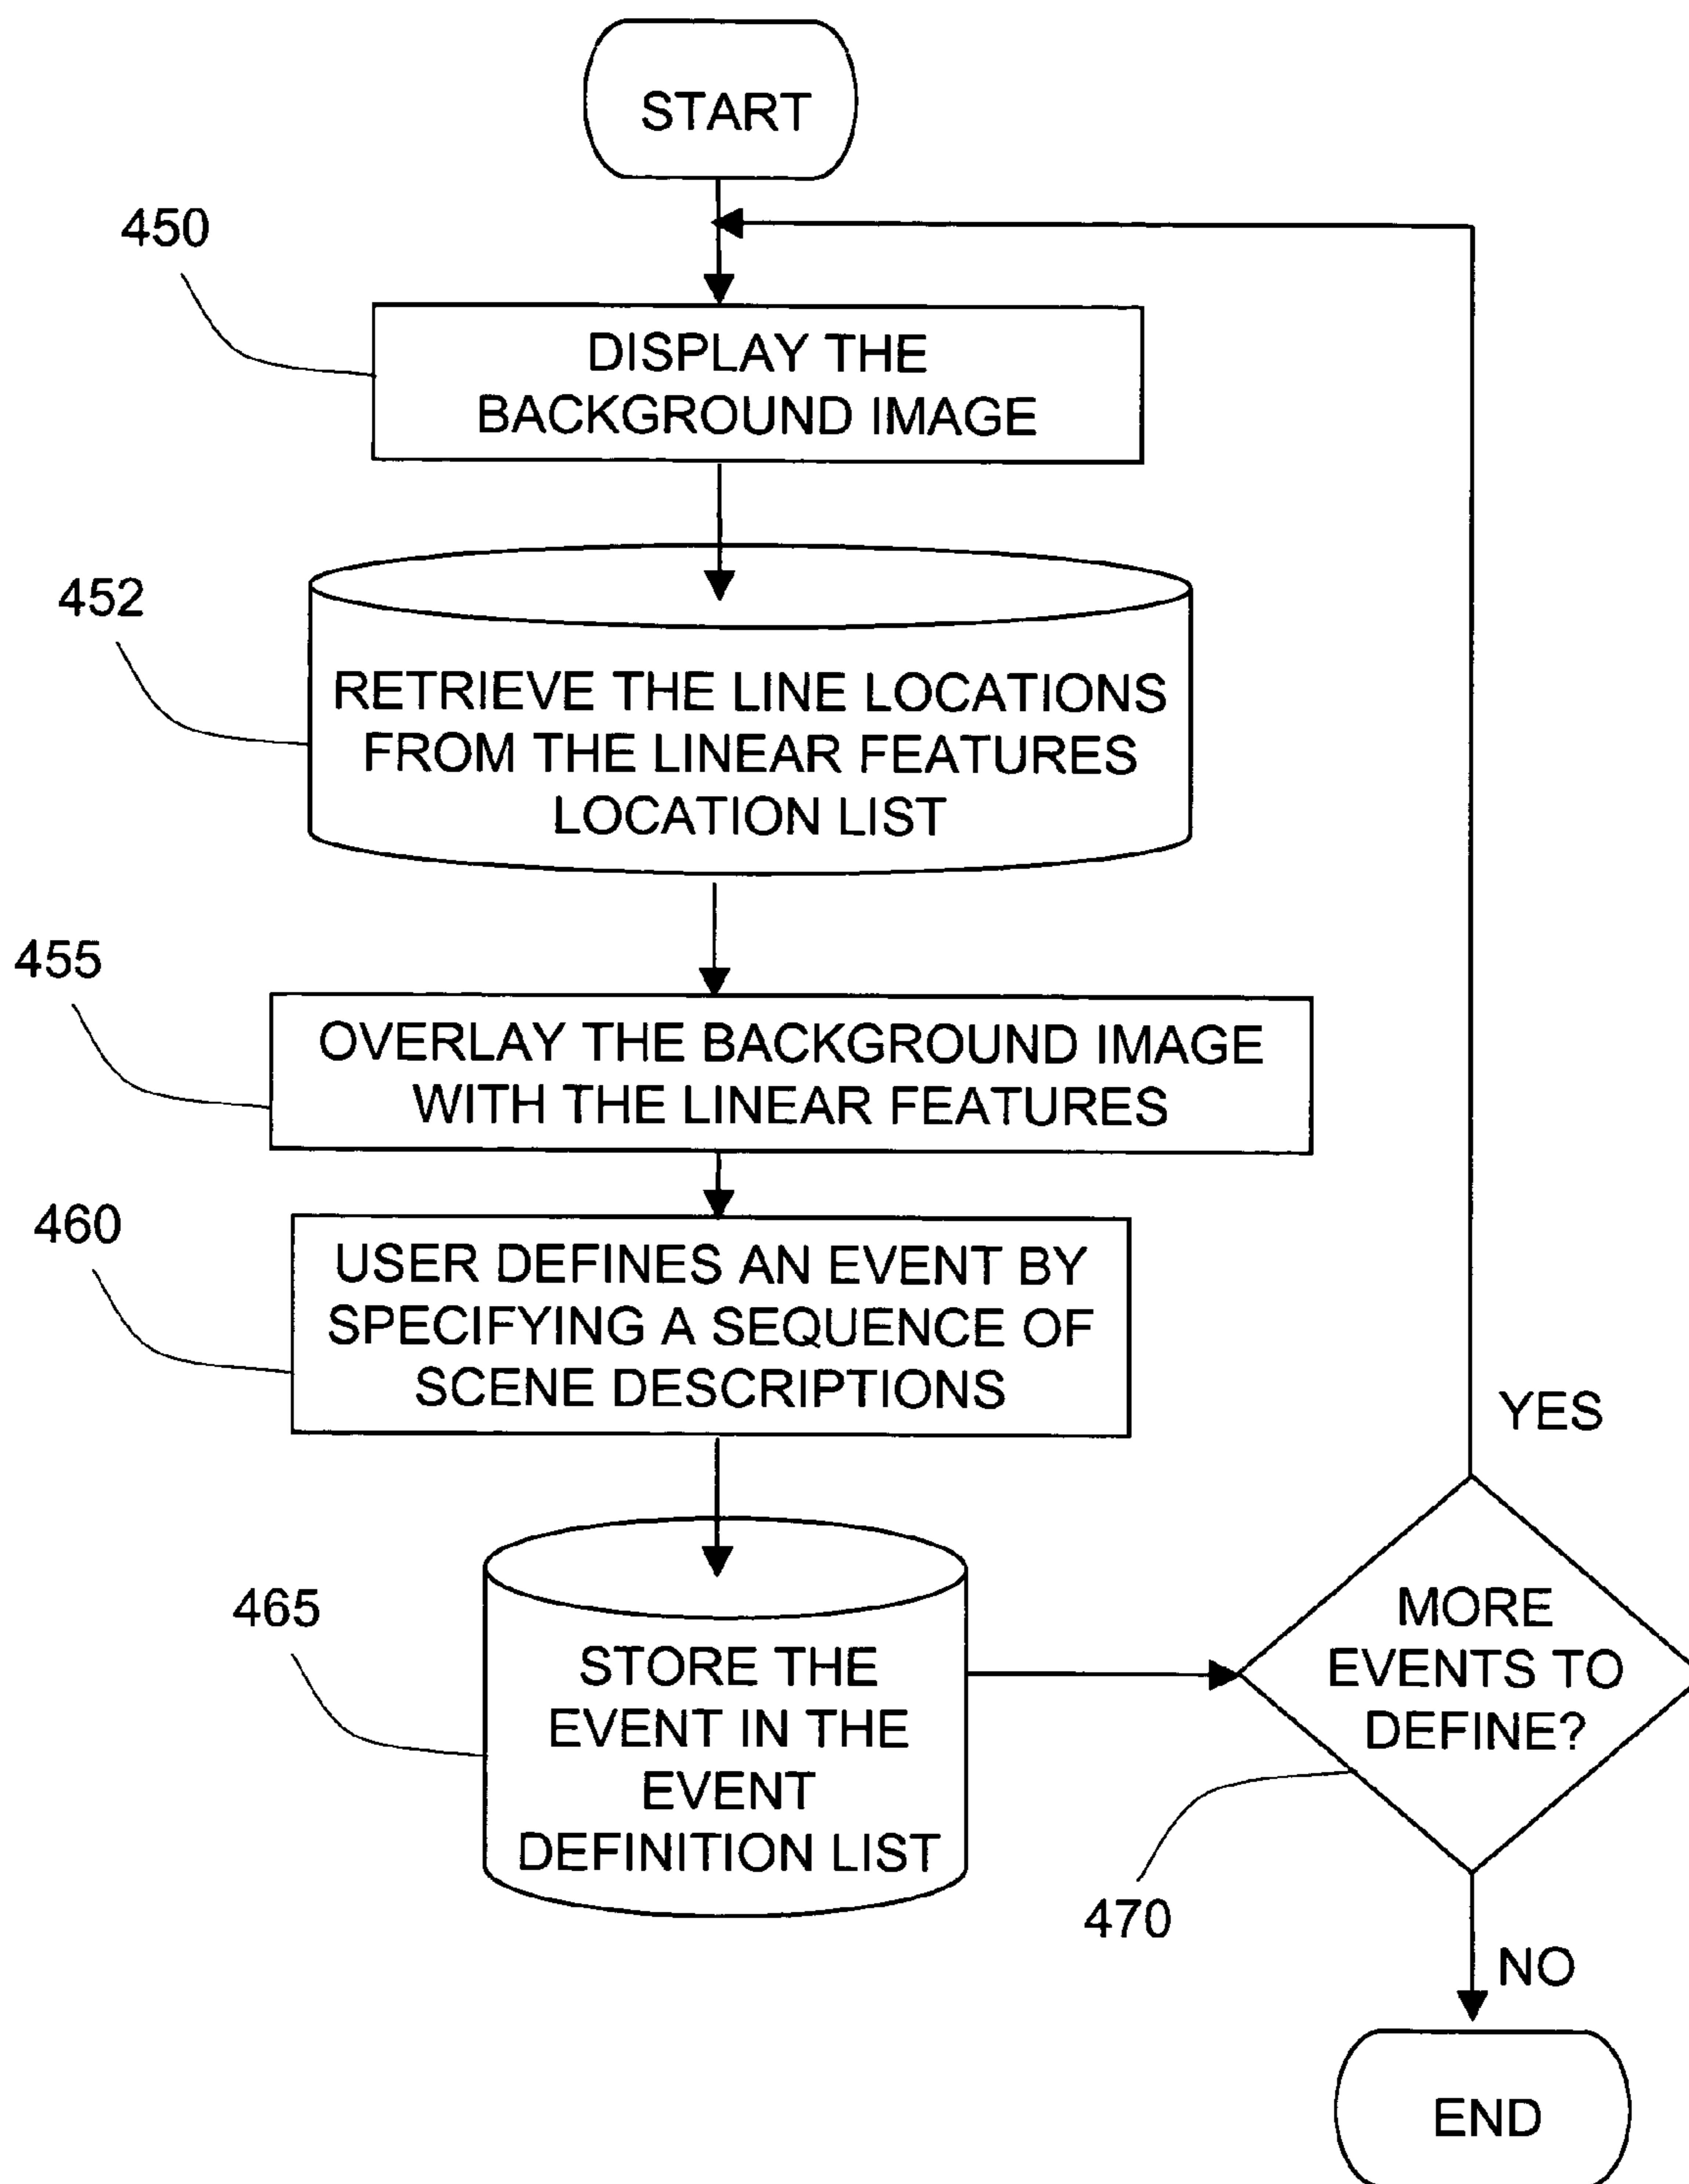 START
450
DISPLAY THE
BACKGROUND IMAGE
452
RETRIEVE THE LINE LOCATIONS
FROM THE LINEAR FEATURES
LOCATION LIST
455
OVERLAY THE BACKGROUND IMAGE
WITH THE LINEAR FEATURES
460
USER DEFINES AN EVENT BY
SPECIFYING A SEQUENCE OF
SCENE DESCRIPTIONS
465
STORE THE
EVENT IN THE
EVENT
DEFINITION LIST
YES
MORE
EVENTS TO
DEFINE?
470
NO
END